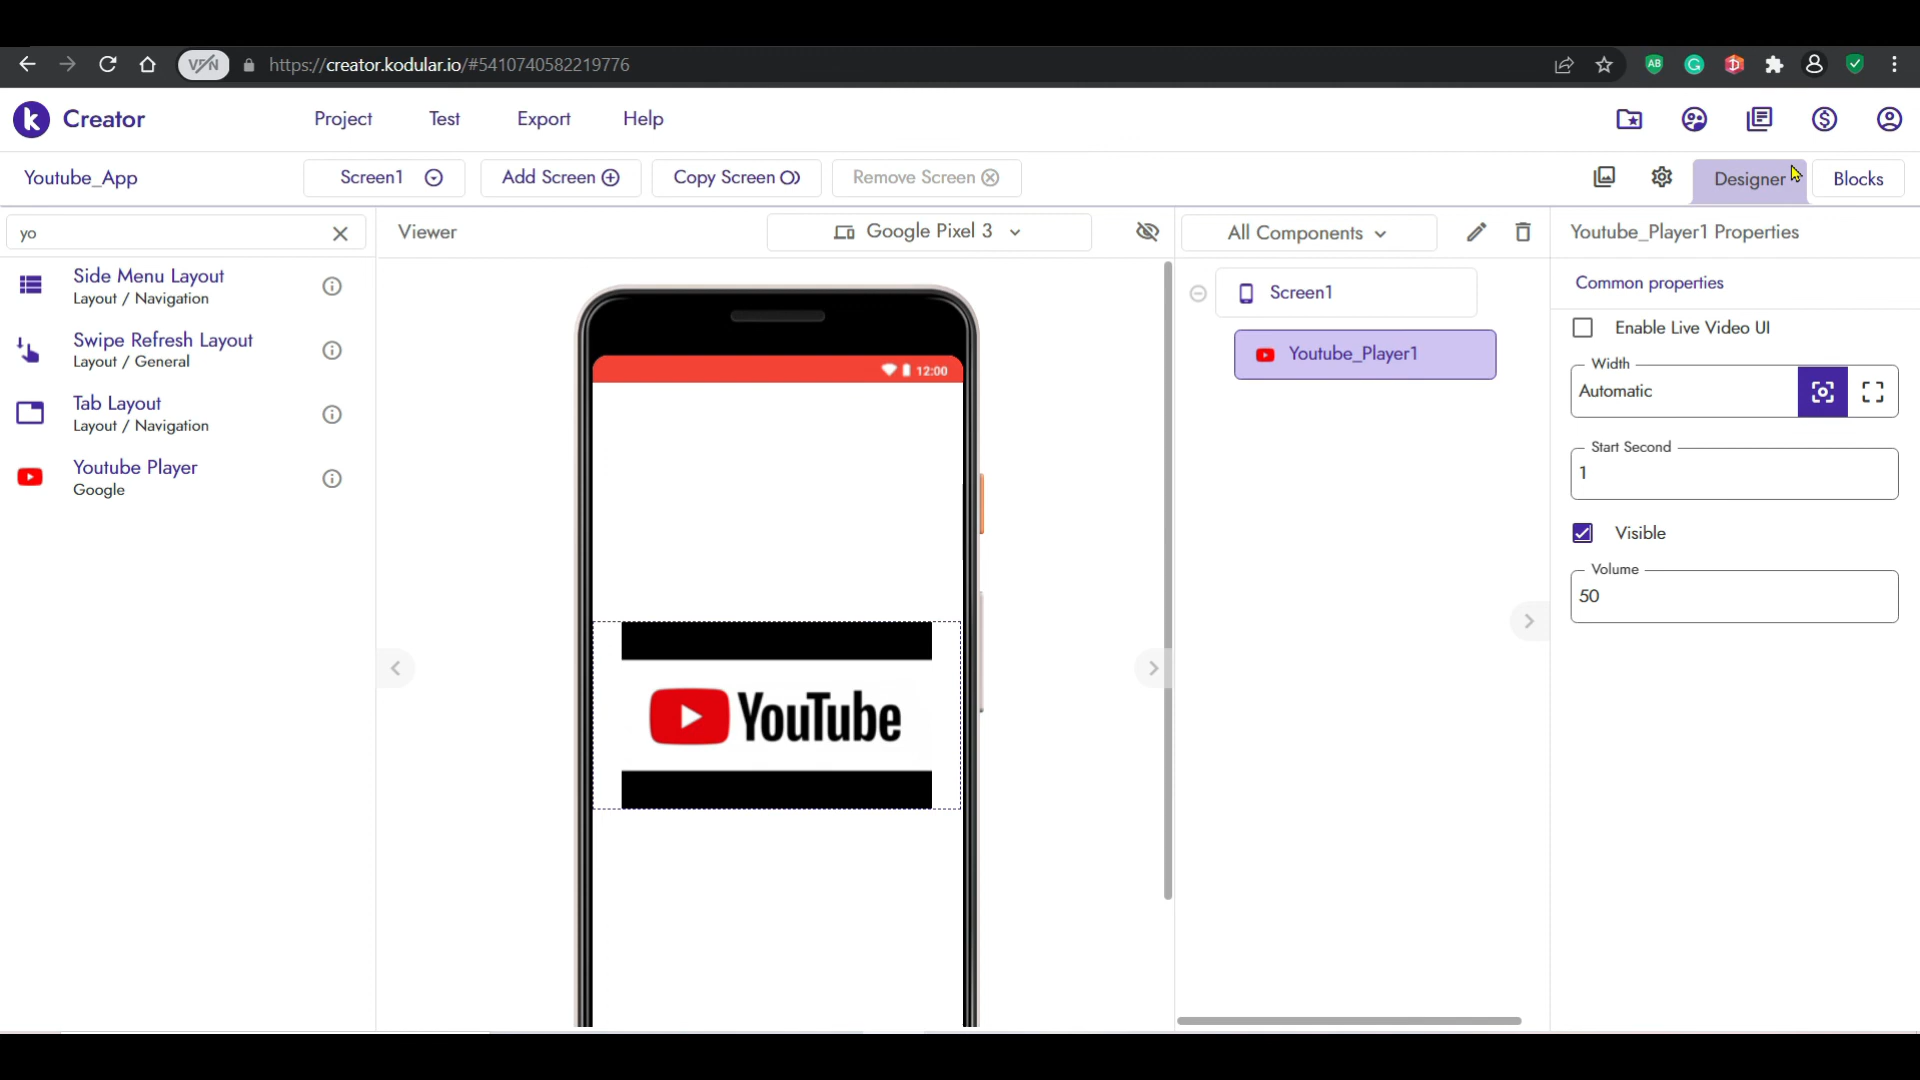 VPN
https://creator.kodular.io/#5410740582219776
AB
k Creator
Project
Test
Export
Help
Youtube_App
Screen1
Add Screen
Copy Screen
Remove Screen
Designer
Blocks
yo
Viewer
Google Pixel 3
All Components
Youtube_Player1 Properties
Side Menu Layout
Layout / Navigation
Swipe Refresh Layout
Layout / General
Tab Layout
Layout / Navigation
Youtube Player
Google
12:00
YouTube
Screen1
Youtube_Player1
Common properties
Enable Live Video UI
Width
Automatic
Start Second
1
Visible
Volume
50